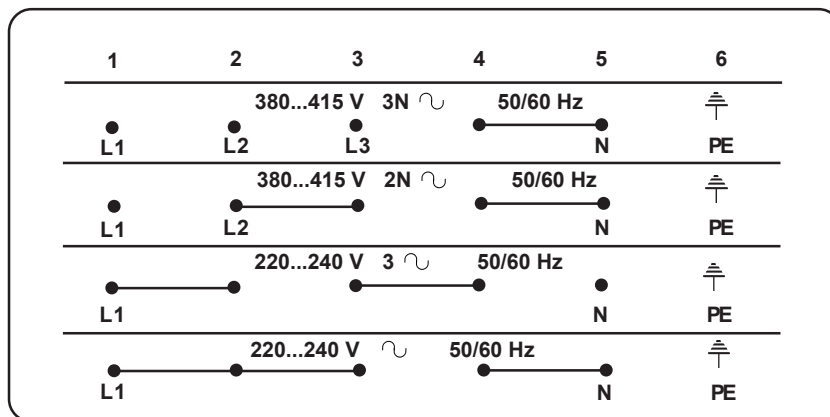 1 2 3 4 5 6
380...415 V 3N 50/60 Hz
L1 L2 L3 N PE
380...415 V 2N 50/60 Hz
L1 L2 N PE
220...240 V 3 50/60 Hz
L1 N PE
220...240 V 50/60 Hz
L1 N PE